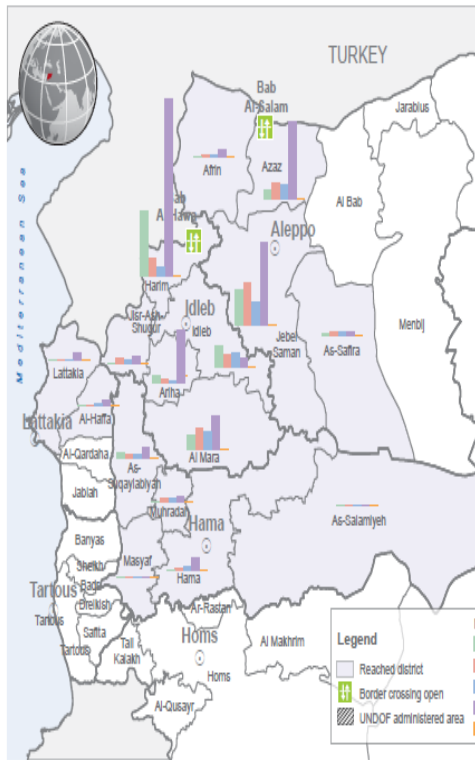 TURKEY
Bab
Al-Salam
Jarablus
Afrin
Azaz
Al Bab
Bab
Al-Hawa
Aleppo
Mediterranean Sea
Harim
Jisr-Ash-
Shugur
Idleb
Idleb
Jebel
Saman
As-Safira
Menbij
Lattakia
Ariha
Al-Haffa
Lattakia
Al-Qardaha
As-
Suqaylabiyah
Al Mara
Jablah
Muhradah
As-Salamiyeh
Hama
Banyas
Sheikh
Badr
Masyaf
Hama
Tartous
Dreikish
Tartous
Ar-Rastan
Safita
Tartous
Tall
Kalakh
Homs
Al Makhrim
Homs
Al-Qusayr
Legend
Reached district
Border crossing open
UNDOF administered area